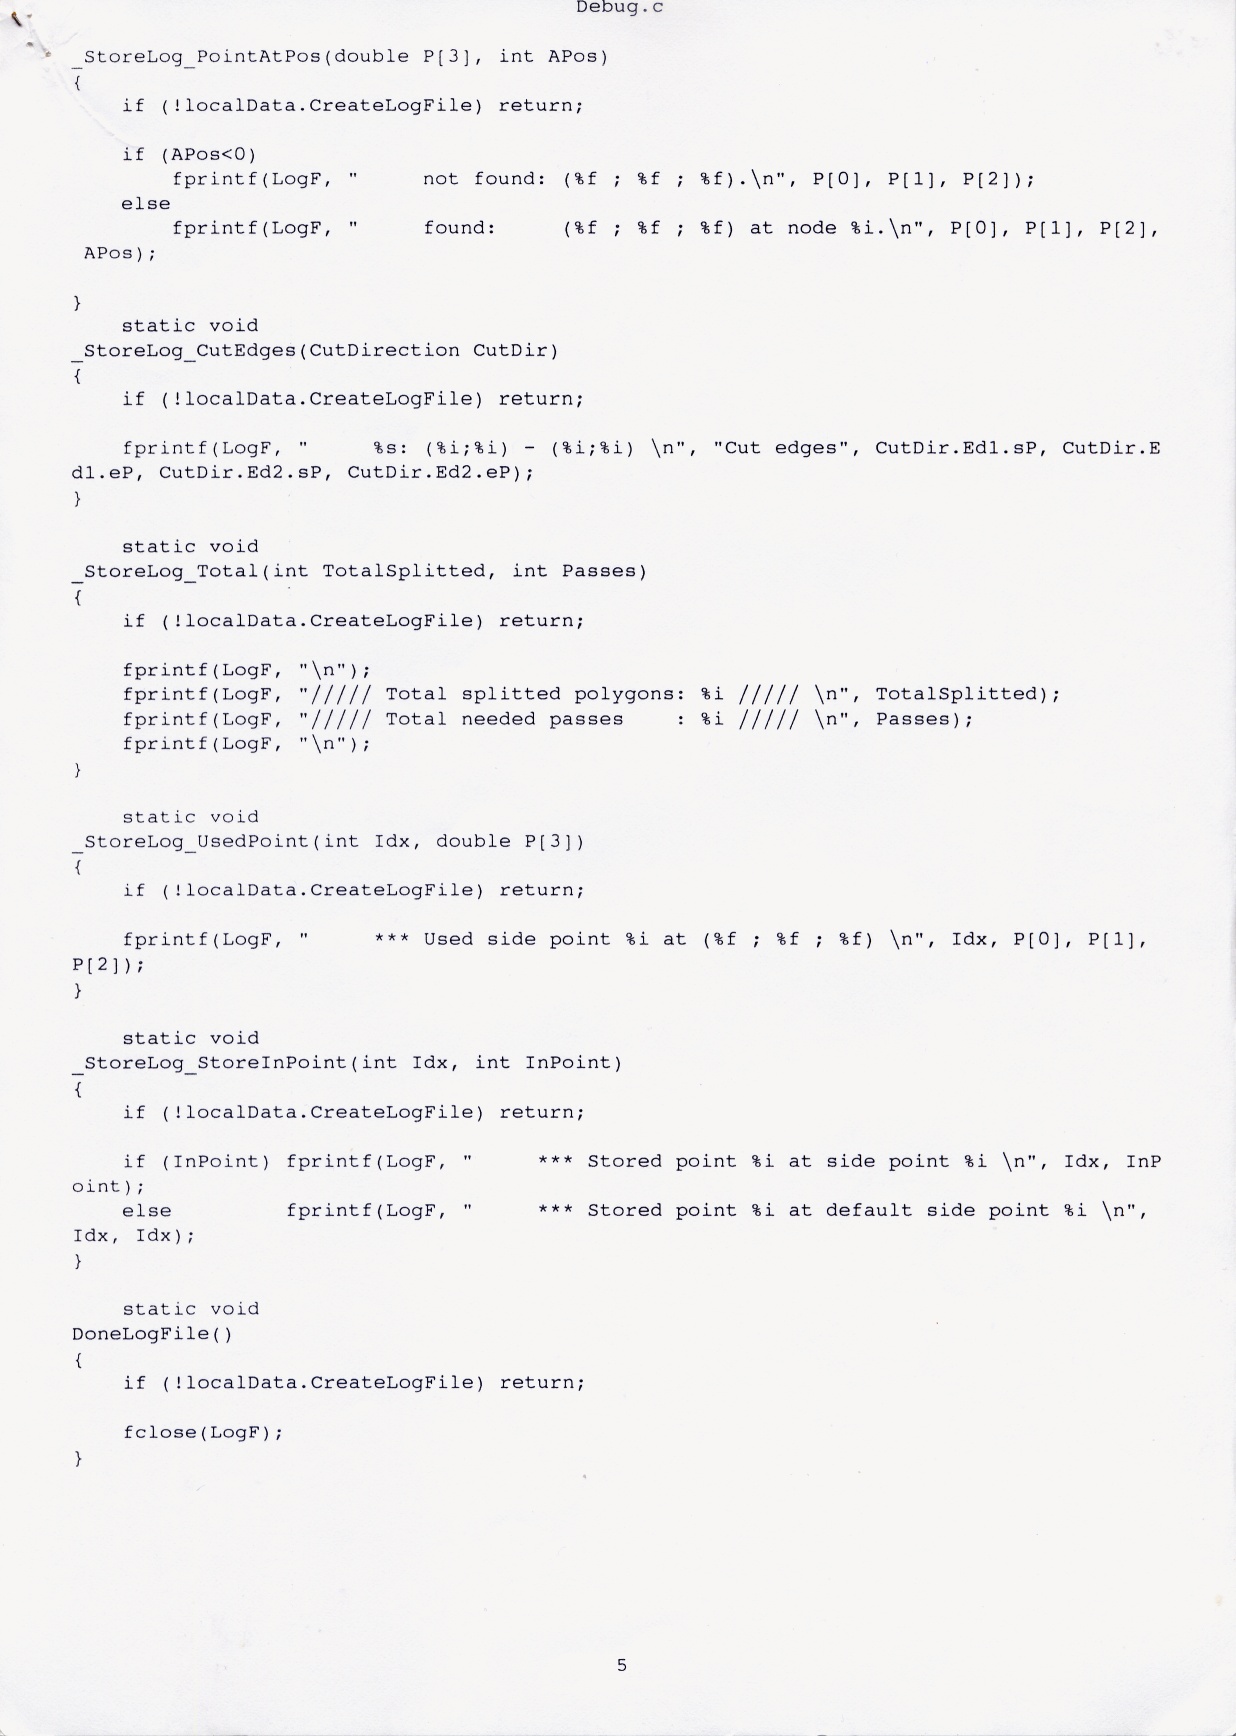 Debug.c
_StoreLog_PointAtPos(double P[3], int APos)
{
    if (!localData.CreateLogFile) return;

    if (APos<0)
        fprintf(LogF, "     not found: (%f ; %f ; %f).\n", P[0], P[1], P[2]);
    else
        fprintf(LogF, "     found:     (%f ; %f ; %f) at node %i.\n", P[0], P[1], P[2],
 APos);

}
    static void
_StoreLog_CutEdges(CutDirection CutDir)
{
    if (!localData.CreateLogFile) return;

    fprintf(LogF, "     %s: (%i;%i) - (%i;%i) \n", "Cut edges", CutDir.Ed1.sP, CutDir.E
d1.eP, CutDir.Ed2.sP, CutDir.Ed2.eP);
}

    static void
_StoreLog_Total(int TotalSplitted, int Passes)
{
    if (!localData.CreateLogFile) return;

    fprintf(LogF, "\n");
    fprintf(LogF, "///// Total splitted polygons: %i ///// \n", TotalSplitted);
    fprintf(LogF, "///// Total needed passes    : %i ///// \n", Passes);
    fprintf(LogF, "\n");
}

    static void
_StoreLog_UsedPoint(int Idx, double P[3])
{
    if (!localData.CreateLogFile) return;

    fprintf(LogF, "     *** Used side point %i at (%f ; %f ; %f) \n", Idx, P[0], P[1],
P[2]);
}

    static void
_StoreLog_StoreInPoint(int Idx, int InPoint)
{
    if (!localData.CreateLogFile) return;

    if (InPoint) fprintf(LogF, "     *** Stored point %i at side point %i \n", Idx, InP
oint);
    else         fprintf(LogF, "     *** Stored point %i at default side point %i \n",
Idx, Idx);
}

    static void
DoneLogFile()
{
    if (!localData.CreateLogFile) return;

    fclose(LogF);
}
5